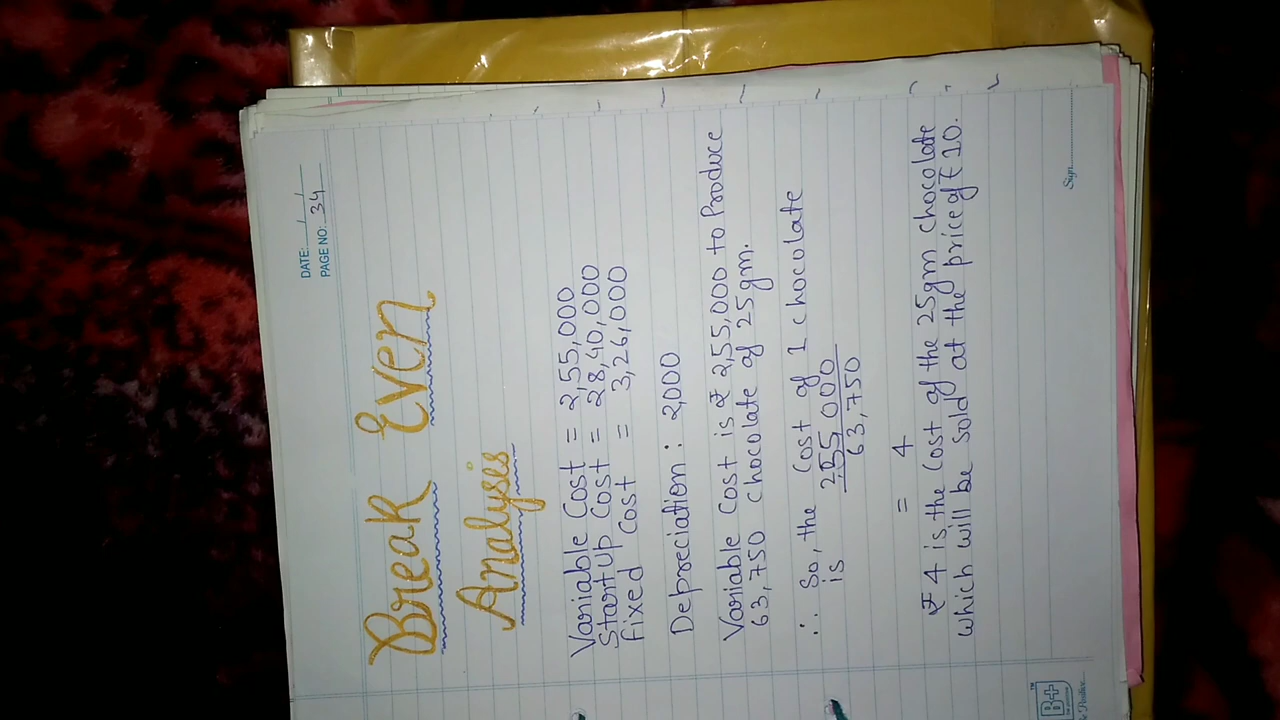 DATE: / /
PAGE NO.: 34
Break Even
Analysis
Variable Cost = 2,55,000
Startup Cost = 28,40,000
Fixed Cost = 3,26,000
Depreciation : 2,000
Variable Cost is ₹ 2,55,000 to Produce
63,750 chocolate of 25gm.
∴ So, the Cost of 1 chocolate
is 255000
63,750
= 4
₹ 4 is the Cost of the 25gm chocolate
which will be sold at the price of ₹ 10.
Sign
B+